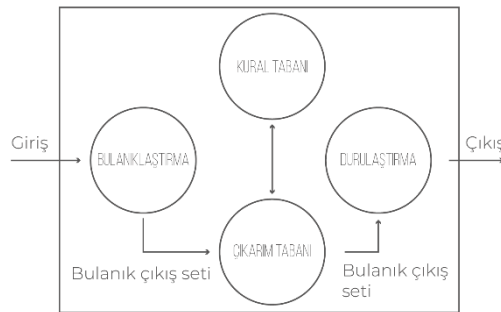 KURAL TABANI
Giriş
BULANIKLAŞTIRMA
DURULAŞTIRMA
Çıkış
ÇIKARIM TABANI
Bulanık çıkış seti
Bulanık çıkış
seti